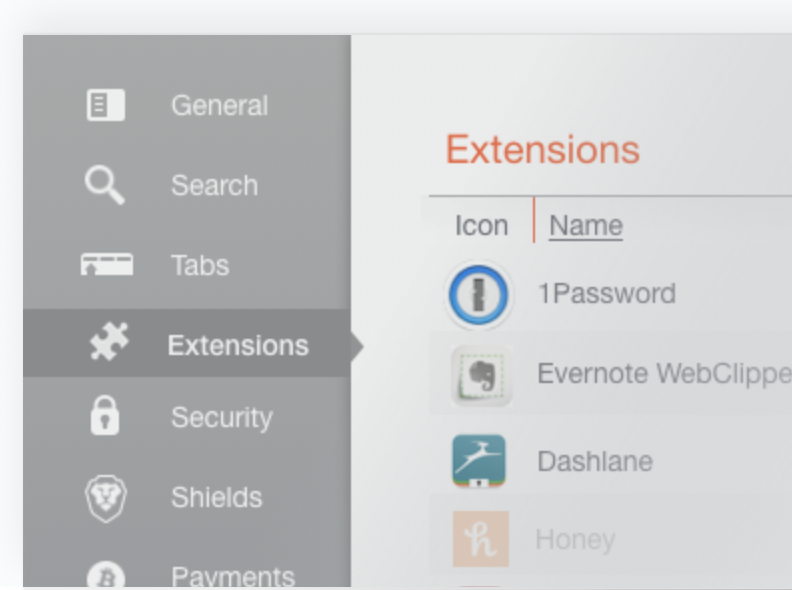 General
Search
Tabs
Extensions
Security
Shields
Payments
Extensions
Icon Name
1Password
Evernote WebClippe
Dashlane
Honey